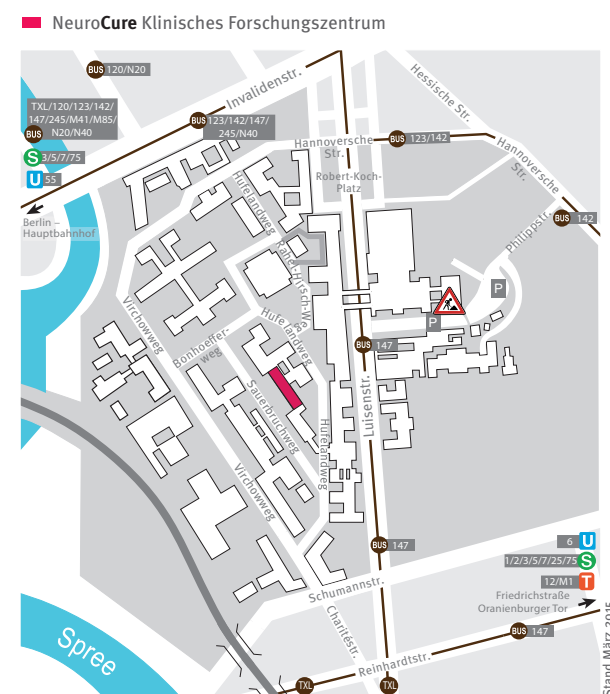 NeuroCure Klinisches Forschungszentrum
BUS 120/N20
Invalidenstr.
Hessische Str.
TXL/120/123/142/
147/245/M41/M85/
BUS N20/N40
BUS 123/142/147/
245/N40
S 3/5/7/75
U 55
Hannoversche
Str.
BUS 123/142
Hannoversche
Str.
Robert-Koch-
Platz
Hufelandweg
Berlin –
Hauptbahnhof
BUS 142
Philippstr.
Rahel-Hirsch-Weg
P
P
Virchowweg
Bonhoeffer-
weg
Hufelandweg
BUS 147
Sauerbruchweg
Luisenstr.
Hufelandweg
Virchowweg
BUS 147
6 U
1/2/3/5/7/25/75 S
12/M1 T
Friedrichstraße
Oranienburger Tor
Schumannstr.
Charitéstr.
BUS 147
Spree
Reinhardtstr.
TXL
TXL
Stand März 2015